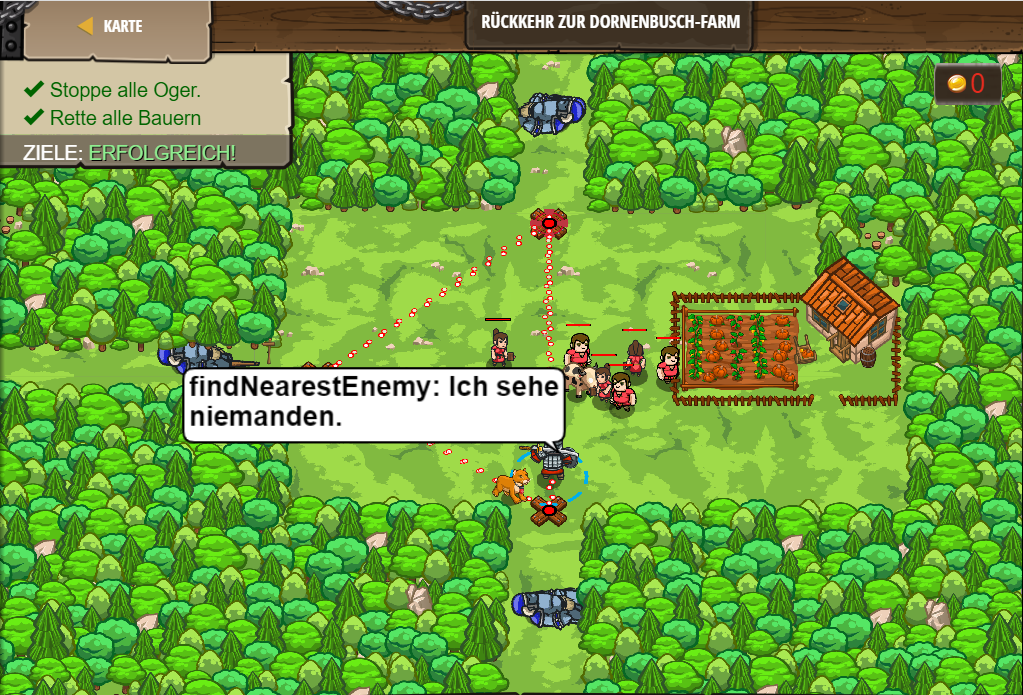 KARTE
RÜCKKEHR ZUR DORNENBUSCH-FARM
Stoppe alle Oger.
Rette alle Bauern
ZIELE: ERFOLGREICH!
0
findNearestEnemy: Ich sehe
niemanden.